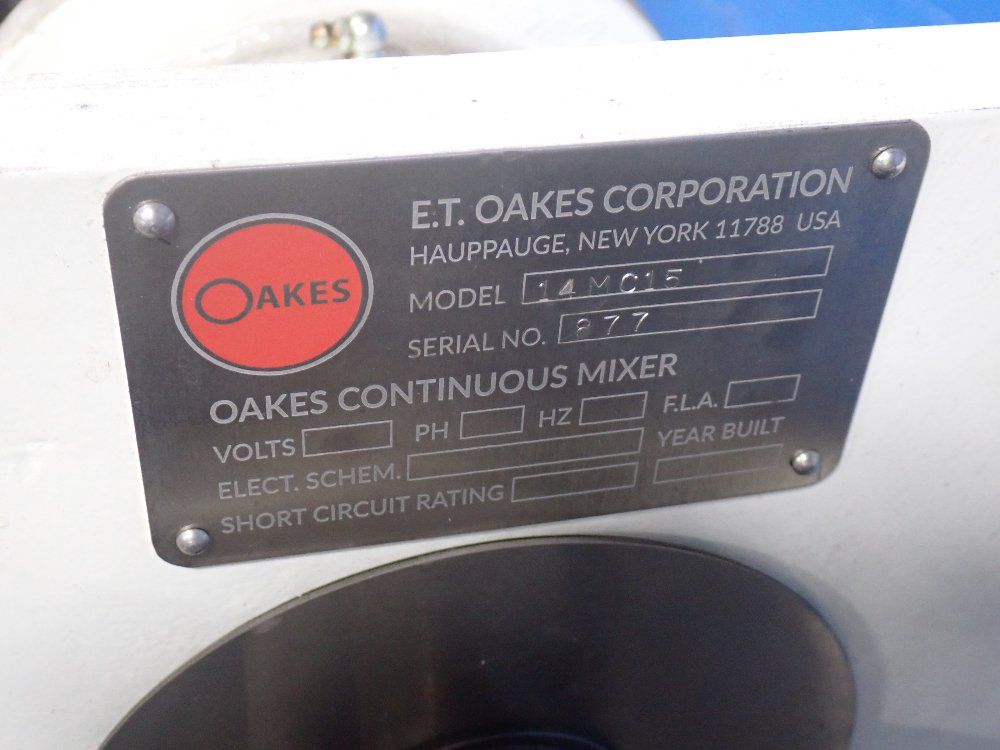 OAKES
E.T. OAKES CORPORATION
HAUPPAUGE, NEW YORK 11788 USA
MODEL 14MC15
SERIAL NO. 877
OAKES CONTINUOUS MIXER
VOLTS PH HZ F.L.A.
ELECT. SCHEM. YEAR BUILT
SHORT CIRCUIT RATING